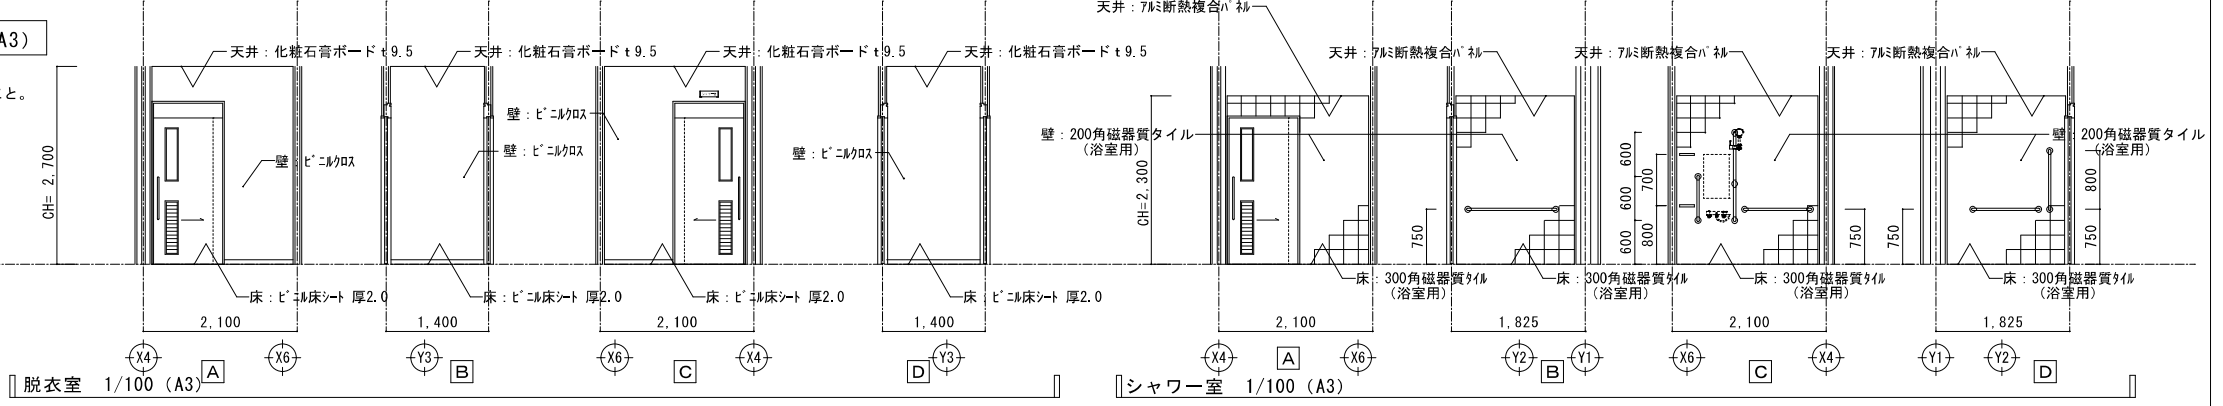 A3)
こと。
天井：化粧石膏ボードｔ9.5
天井：化粧石膏ボードｔ9.5
天井：化粧石膏ボードｔ9.5
天井：化粧石膏ボードｔ9.5
壁：ﾋﾞﾆﾙｸﾛｽ
壁：ﾋﾞﾆﾙｸﾛｽ
壁：ﾋﾞﾆﾙｸﾛｽ
壁：ﾋﾞﾆﾙｸﾛｽ
CH= 2,700
床：ﾋﾞﾆﾙ床ｼｰﾄ 厚2.0
床：ﾋﾞﾆﾙ床ｼｰﾄ 厚2.0
床：ﾋﾞﾆﾙ床ｼｰﾄ 厚2.0
床：ﾋﾞﾆﾙ床ｼｰﾄ 厚2.0
2,100
1,400
2,100
1,400
X4 A X6
Y3 B
X6 C X4
D Y3
脱衣室 1/100（A3）
天井：ｱﾙﾐ断熱複合ﾊﾟﾈﾙ
天井：ｱﾙﾐ断熱複合ﾊﾟﾈﾙ
天井：ｱﾙﾐ断熱複合ﾊﾟﾈﾙ
天井：ｱﾙﾐ断熱複合ﾊﾟﾈﾙ
壁：200角磁器質タイル
（浴室用）
壁：200角磁器質タイル
（浴室用）
CH=2,300
750
600
600
600
700
800
750
750
800
750
床：300角磁器質ﾀｲﾙ
（浴室用）
床：300角磁器質ﾀｲﾙ
（浴室用）
床：300角磁器質ﾀｲﾙ
（浴室用）
床：300角磁器質ﾀｲﾙ
（浴室用）
2,100
1,825
2,100
1,825
X4 A X6
Y2 B Y1
X6 C X4
Y1 Y2 D
シャワー室 1/100（A3）